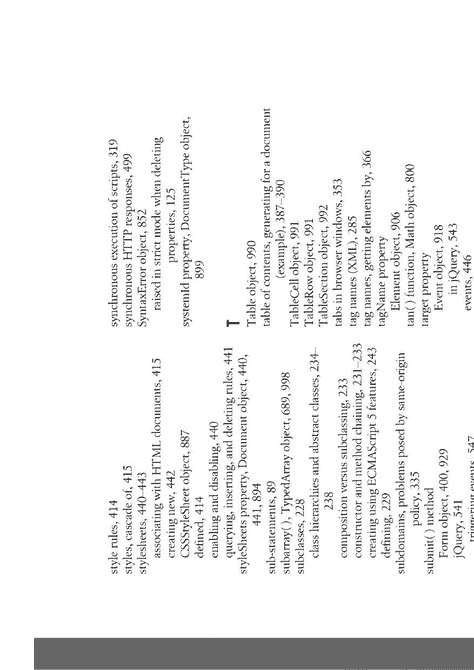 style rules, 414
styles, cascade of, 415
stylesheets, 440–443
associating with HTML documents, 415
creating new, 442
CSSStyleSheet object, 887
defined, 414
enabling and disabling, 440
querying, inserting, and deleting rules, 441
styleSheets property, Document object, 440,
441, 894
sub-statements, 89
subarray( ), TypedArray object, 689, 998
subclasses, 228
class hierarchies and abstract classes, 234–
238
composition versus subclassing, 233
constructor and method chaining, 231–233
creating using ECMAScript 5 features, 243
defining, 229
subdomains, problems posed by same-origin
policy, 335
submit( ) method
Form object, 400, 929
jQuery, 541
triggering events, 547
synchronous execution of scripts, 319
synchronous HTTP responses, 499
SyntaxError object, 852
raised in strict mode when deleting
properties, 125
systemId property, DocumentType object,
899
T
Table object, 990
table of contents, generating for a document
(example), 387–390
TableCell object, 991
TableRow object, 991
TableSection object, 992
tabs in browser windows, 353
tag names (XML), 285
tag names, getting elements by, 366
tagName property
Element object, 906
tan( ) function, Math object, 800
target property
Event object, 918
in jQuery, 543
events, 446